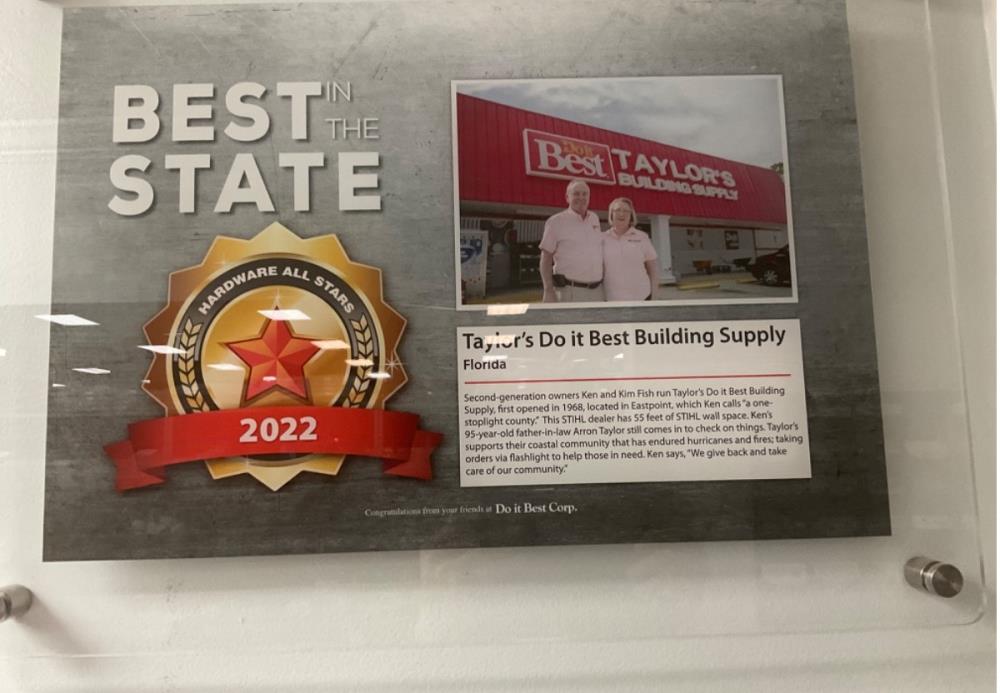 BEST IN THE
STATE
HARDWARE ALL STARS
2022
Do it
Best
TAYLOR'S
BUILDING SUPPLY
Taylor's Do it Best Building Supply
Florida
Second-generation owners Ken and Kim Fish run Taylor's Do it Best Building
Supply, first opened in 1968, located in Eastpoint, which Ken calls "a one-
stoplight county." This STIHL dealer has 55 feet of STIHL wall space. Ken's
95-year-old father-in-law Arron Taylor still comes in to check on things. Taylor's
supports their coastal community that has endured hurricanes and fires; taking
orders via flashlight to help those in need. Ken says, "We give back and take
care of our community."
Congratulations from your friends at Do it Best Corp.